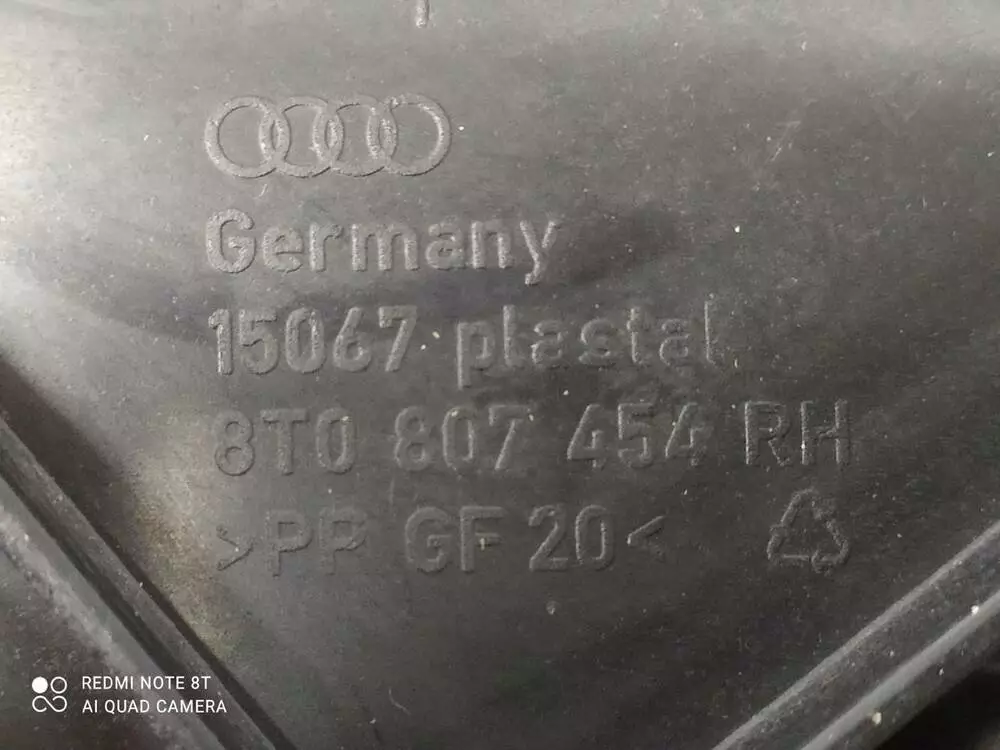 Germany
15067 plastal
8T0 807 454 RH
>PP GF 20<
REDMI NOTE 8T
AI QUAD CAMERA